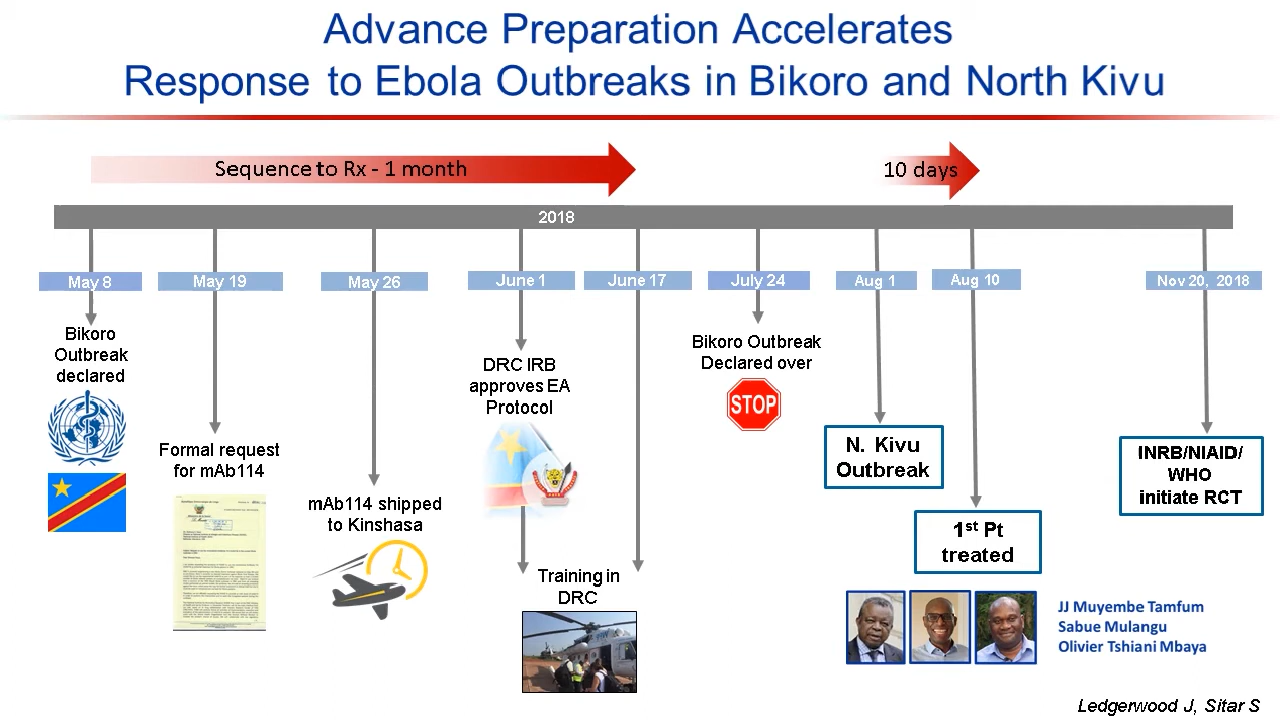 Advance Preparation Accelerates
Response to Ebola Outbreaks in Bikoro and North Kivu
Sequence to Rx - 1 month
10 days
2018
May 8
May 19
May 26
June 1
June 17
July 24
Aug 1
Aug 10
Nov 20, 2018
Bikoro
Outbreak
declared
Formal request
for mAb114
mAb114 shipped
to Kinshasa
DRC IRB
approves EA
Protocol
Training in
DRC
Bikoro Outbreak
Declared over
STOP
N. Kivu
Outbreak
1st Pt
treated
INRB/NIAID/
WHO
initiate RCT
JJ Muyembe Tamfum
Sabue Mulangu
Olivier Tshiani Mbaya
Ledgerwood J, Sitar S